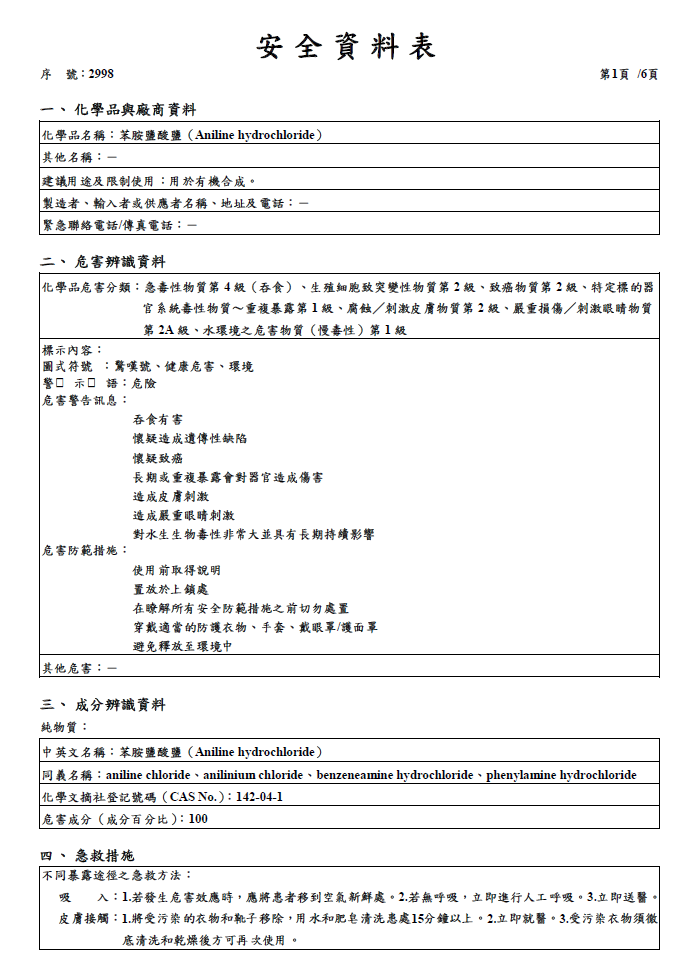 安全資料表
序 號：2998 第1頁 /6頁
一、 化學品與廠商資料
化學品名稱：苯胺鹽酸鹽（Aniline hydrochloride）
其他名稱：－
建議用途及限制使用：用於有機合成。
製造者、輸入者或供應者名稱、地址及電話：－
緊急聯絡電話/傳真電話：－
二、 危害辨識資料
化學品危害分類：急毒性物質第 4 級（吞食）、生殖細胞致突變性物質第 2 級、致癌物質第 2 級、特定標的器
官系統毒性物質～重複暴露第 1 級、腐蝕／刺激皮膚物質第 2 級、嚴重損傷／刺激眼睛物質
第 2A 級、水環境之危害物質（慢毒性）第 1 級
標示內容：
圖式符號 ：驚嘆號、健康危害、環境
警□ 示□ 語：危險
危害警告訊息：
吞食有害
懷疑造成遺傳性缺陷
懷疑致癌
長期或重複暴露會對器官造成傷害
造成皮膚刺激
造成嚴重眼睛刺激
對水生生物毒性非常大並具有長期持續影響
危害防範措施：
使用前取得說明
置放於上鎖處
在瞭解所有安全防範措施之前切勿處置
穿戴適當的防護衣物、手套、戴眼罩/護面罩
避免釋放至環境中
其他危害：－
三、 成分辨識資料
純物質：
中英文名稱：苯胺鹽酸鹽（Aniline hydrochloride）
同義名稱：aniline chloride、anilinium chloride、benzeneamine hydrochloride、phenylamine hydrochloride
化學文摘社登記號碼（CAS No.）：142-04-1
危害成分（成分百分比）：100
四、 急救措施
不同暴露途徑之急救方法：
吸 入：1.若發生危害效應時，應將患者移到空氣新鮮處。2.若無呼吸，立即進行人工呼吸。3.立即送醫。
皮膚接觸：1.將受污染的衣物和靴子移除，用水和肥皂清洗患處15分鐘以上。2.立即就醫。3.受污染衣物須徹
底清洗和乾燥後方可再次使用。